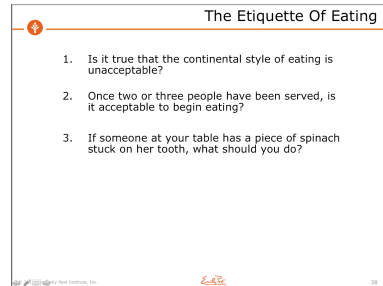 The Etiquette Of Eating
1. Is it true that the continental style of eating is
unacceptable?
2. Once two or three people have been served, is
it acceptable to begin eating?
3. If someone at your table has a piece of spinach
stuck on her tooth, what should you do?
Post Institute, Inc.
38